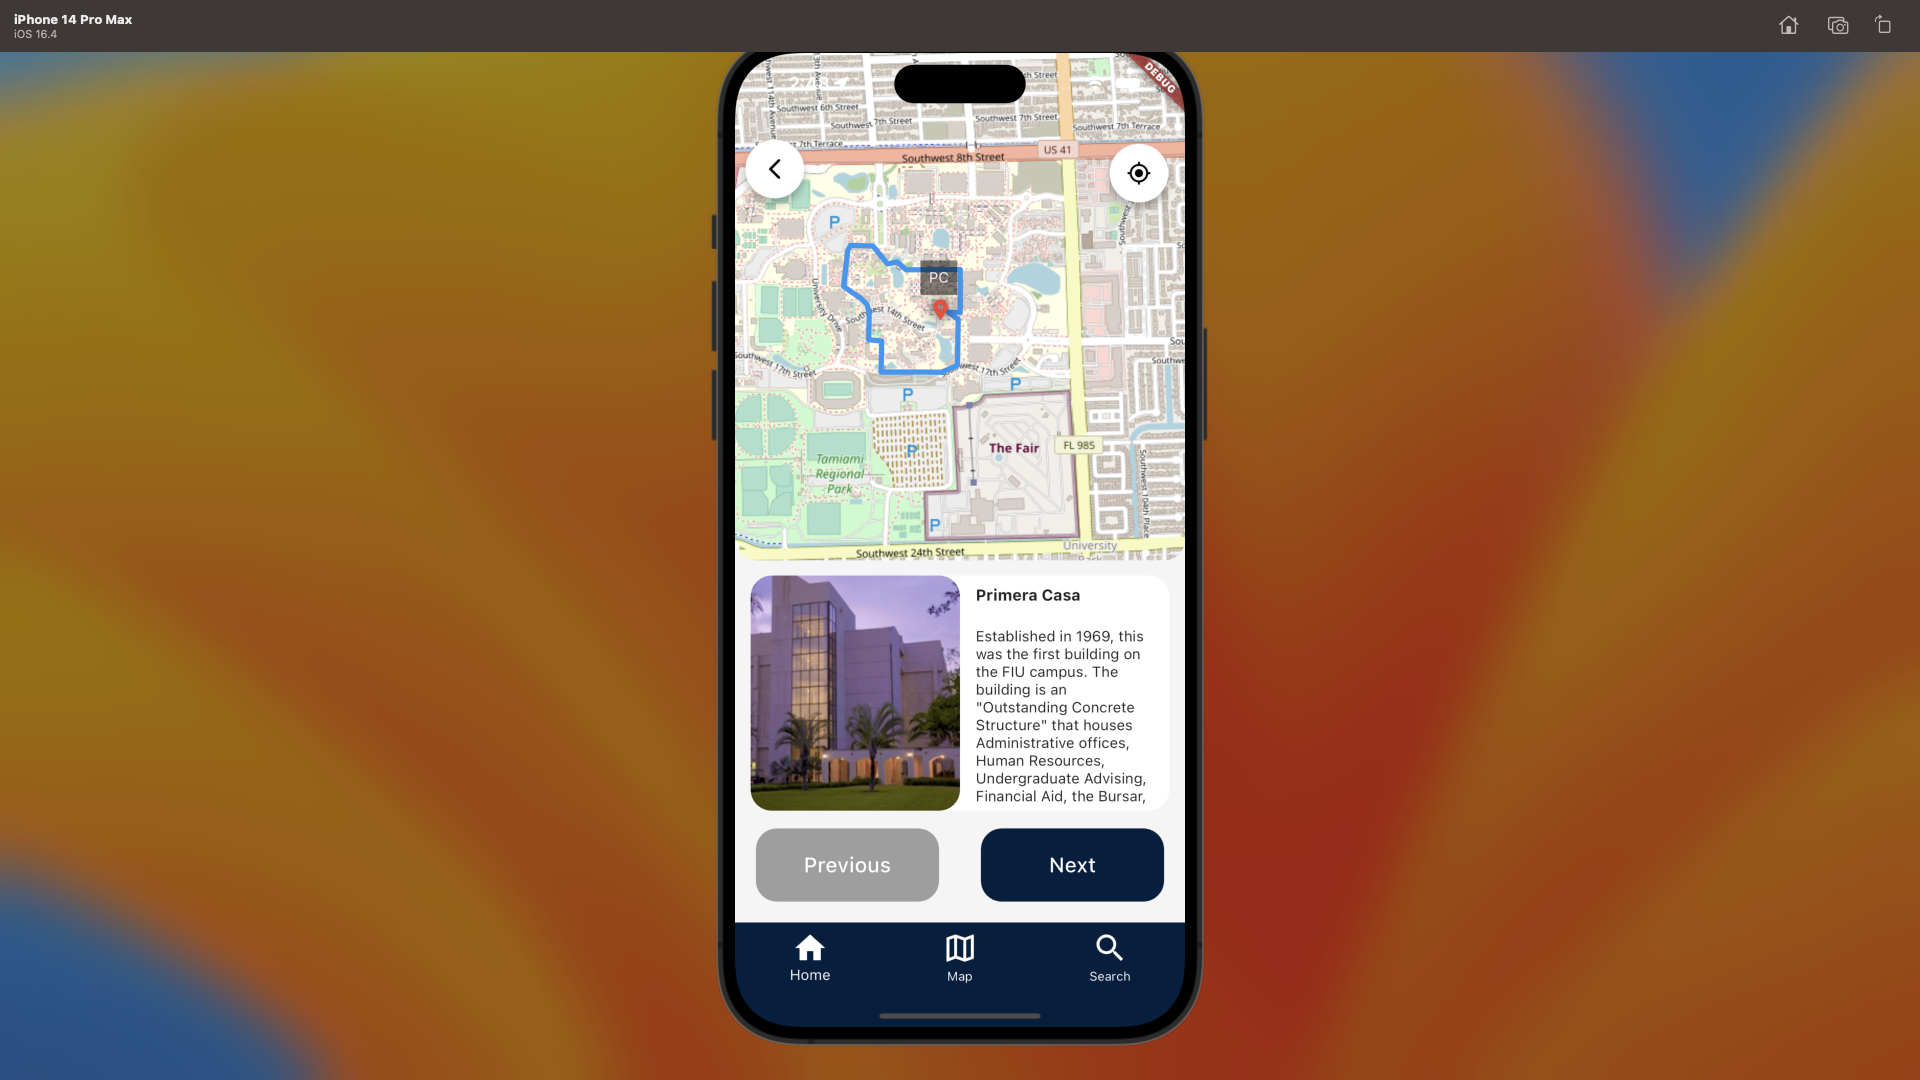 iPhone 14 Pro Max
iOS 16.4
DEBUG
Southwest 6th Street
Southwest 7th Street
Southwest 7th Street
Southwest 7th Terrace
7th Terrace
US 41
Southwest 8th Street
P
PC
University Drive
Southwest 14th Street
Southwest 17th Street
Southwest 17th Street
P
P
P
The Fair
FL 985
Tamiami
Regional
Park
Southwest 104th Place
P
Southwest 24th Street
University
Park
Primera Casa
Established in 1969, this
was the first building on
the FIU campus. The
building is an
"Outstanding Concrete
Structure" that houses
Administrative offices,
Human Resources,
Undergraduate Advising,
Financial Aid, the Bursar,
Previous
Next
Home
Map
Search